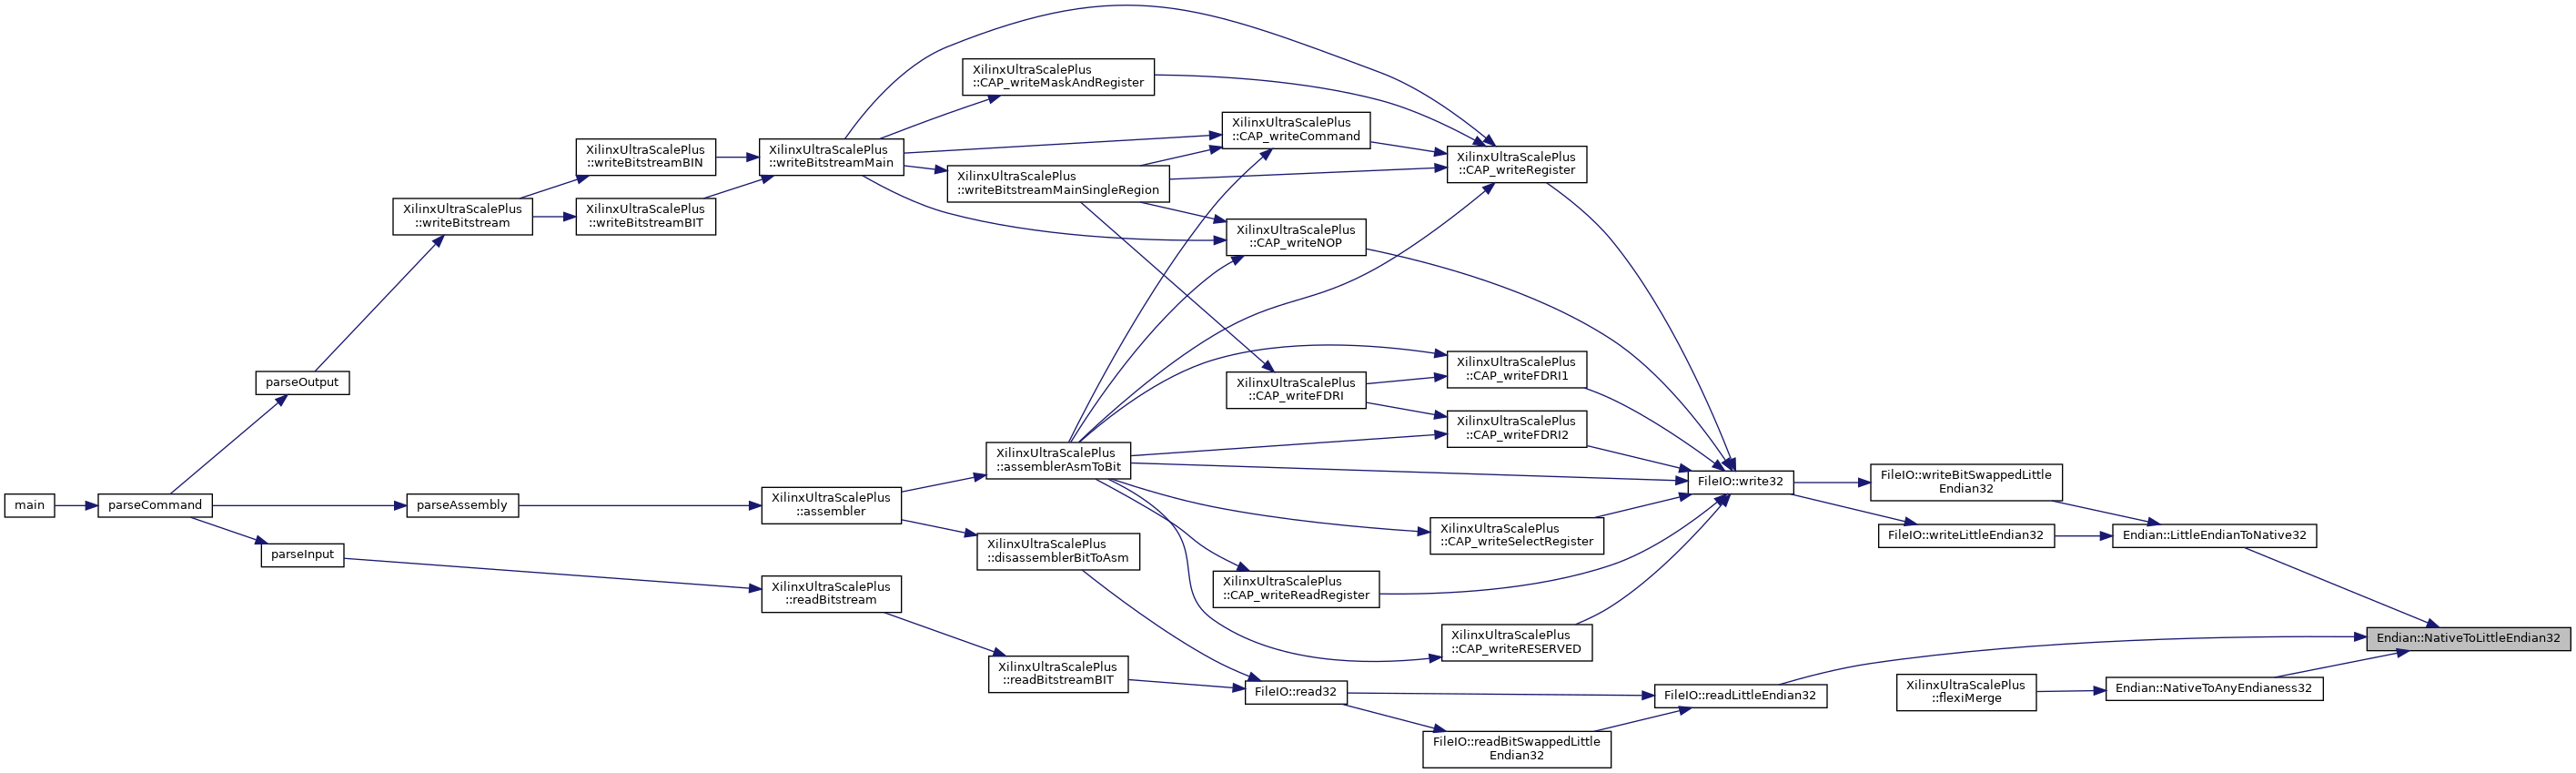 XilinxUltraScalePlus
::CAP_writeMaskAndRegister
XilinxUltraScalePlus
::CAP_writeCommand
XilinxUltraScalePlus
::writeBitstreamBIN
XilinxUltraScalePlus
::writeBitstreamMain
XilinxUltraScalePlus
::CAP_writeRegister
XilinxUltraScalePlus
::writeBitstreamMainSingleRegion
XilinxUltraScalePlus
::writeBitstream
XilinxUltraScalePlus
::writeBitstreamBIT
XilinxUltraScalePlus
::CAP_writeNOP
XilinxUltraScalePlus
::CAP_writeFDRI1
parseOutput
XilinxUltraScalePlus
::CAP_writeFDRI
XilinxUltraScalePlus
::CAP_writeFDRI2
XilinxUltraScalePlus
::assemblerAsmToBit
FileIO::write32
FileIO::writeBitSwappedLittle
Endian32
main
parseCommand
parseAssembly
XilinxUltraScalePlus
::assembler
XilinxUltraScalePlus
::CAP_writeSelectRegister
FileIO::writeLittleEndian32
Endian::LittleEndianToNative32
parseInput
XilinxUltraScalePlus
::disassemblerBitToAsm
XilinxUltraScalePlus
::readBitstream
XilinxUltraScalePlus
::CAP_writeReadRegister
XilinxUltraScalePlus
::CAP_writeRESERVED
Endian::NativeToLittleEndian32
XilinxUltraScalePlus
::readBitstreamBIT
FileIO::read32
FileIO::readLittleEndian32
XilinxUltraScalePlus
::flexiMerge
Endian::NativeToAnyEndianess32
FileIO::readBitSwappedLittle
Endian32